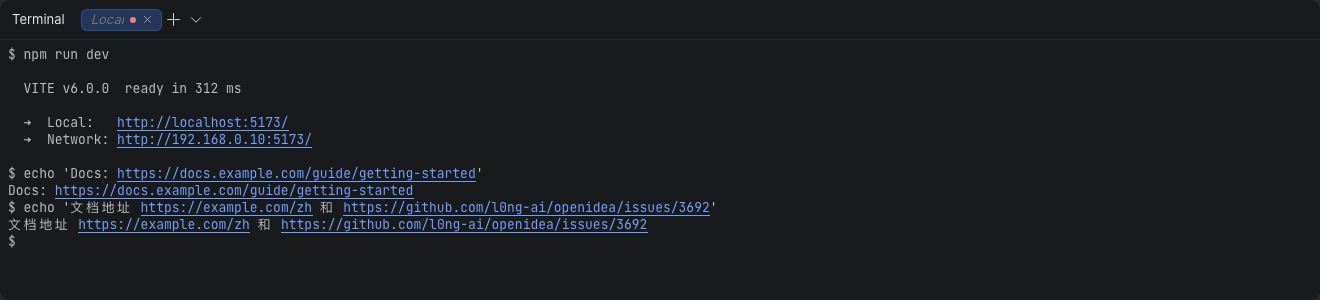 Terminal Local
$ npm run dev
VITE v6.0.0 ready in 312 ms
➜ Local: http://localhost:5173/
➜ Network: http://192.168.0.10:5173/
$ echo 'Docs: https://docs.example.com/guide/getting-started'
Docs: https://docs.example.com/guide/getting-started
$ echo '文档地址 https://example.com/zh 和 https://github.com/l0ng-ai/openidea/issues/3692'
文档地址 https://example.com/zh 和 https://github.com/l0ng-ai/openidea/issues/3692
$